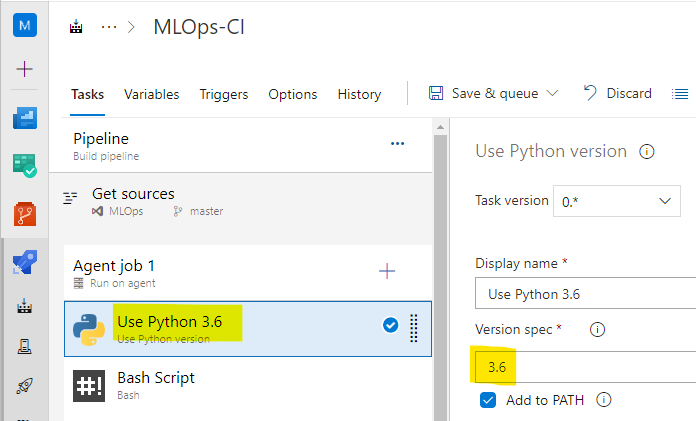 M
... > MLOps-CI
Tasks Variables Triggers Options History Save & queue Discard
Pipeline
Build pipeline
...
Get sources
MLOps master
Agent job 1
Run on agent
Use Python 3.6
Use Python version
#!
Bash Script
Bash
Use Python version
Task version 0.*
Display name *
Use Python 3.6
Version spec *
3.6
Add to PATH